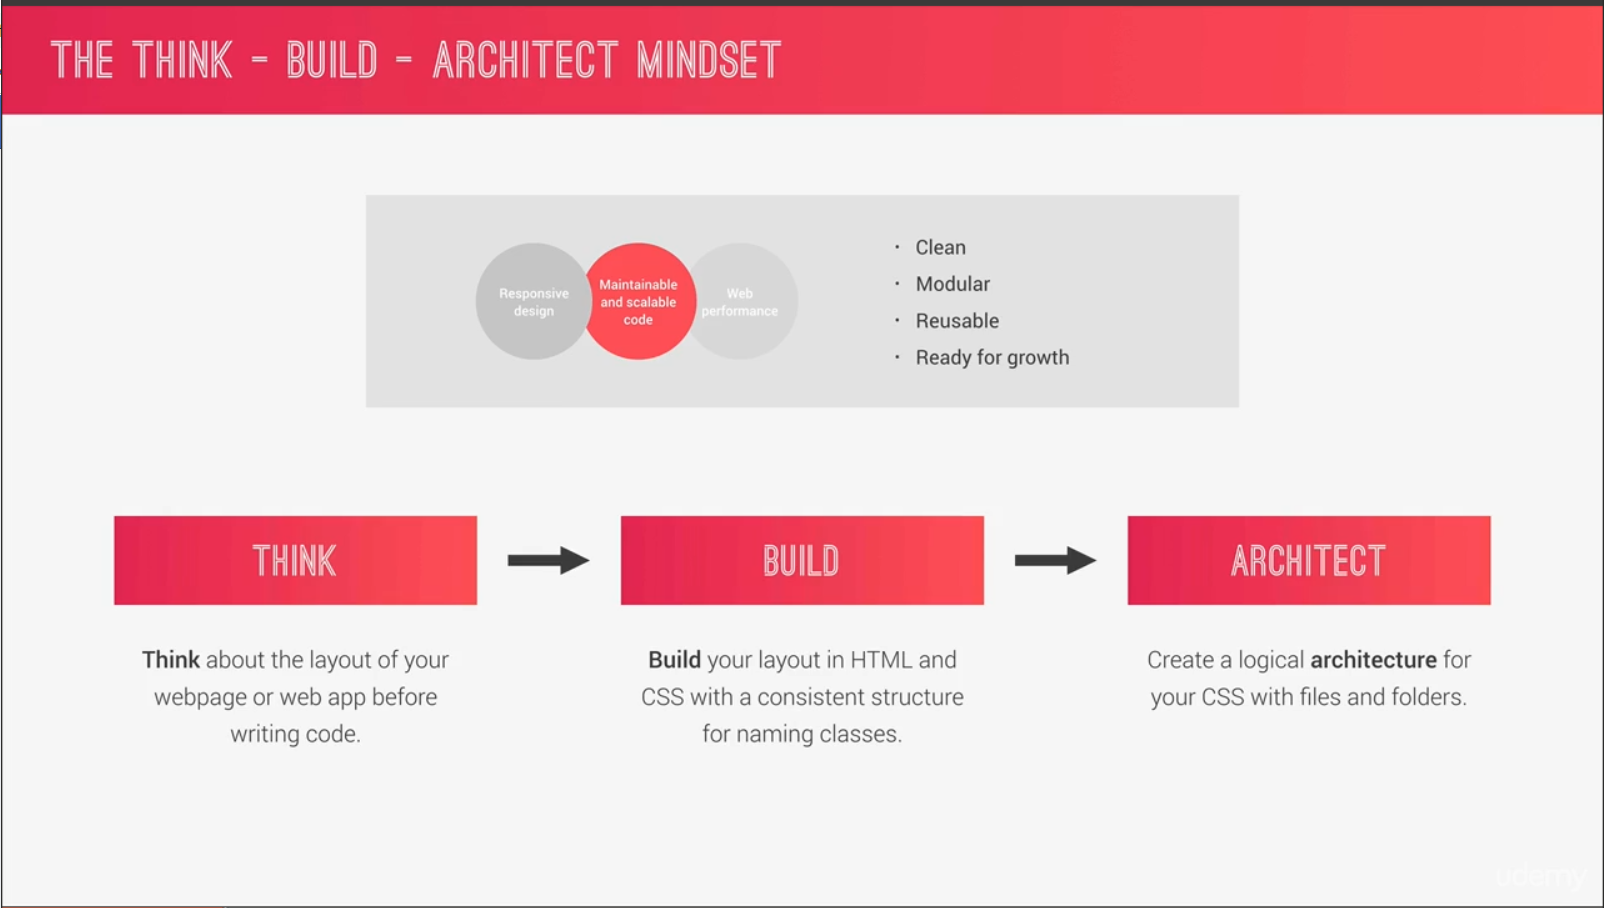 THE THINK – BUILD – ARCHITECT MINDSET
Responsive
design
Maintainable
and scalable
code
Web
performance
· Clean
· Modular
· Reusable
· Ready for growth
THINK
BUILD
ARCHITECT
Think about the layout of your
webpage or web app before
writing code.
Build your layout in HTML and
CSS with a consistent structure
for naming classes.
Create a logical architecture for
your CSS with files and folders.
udemy